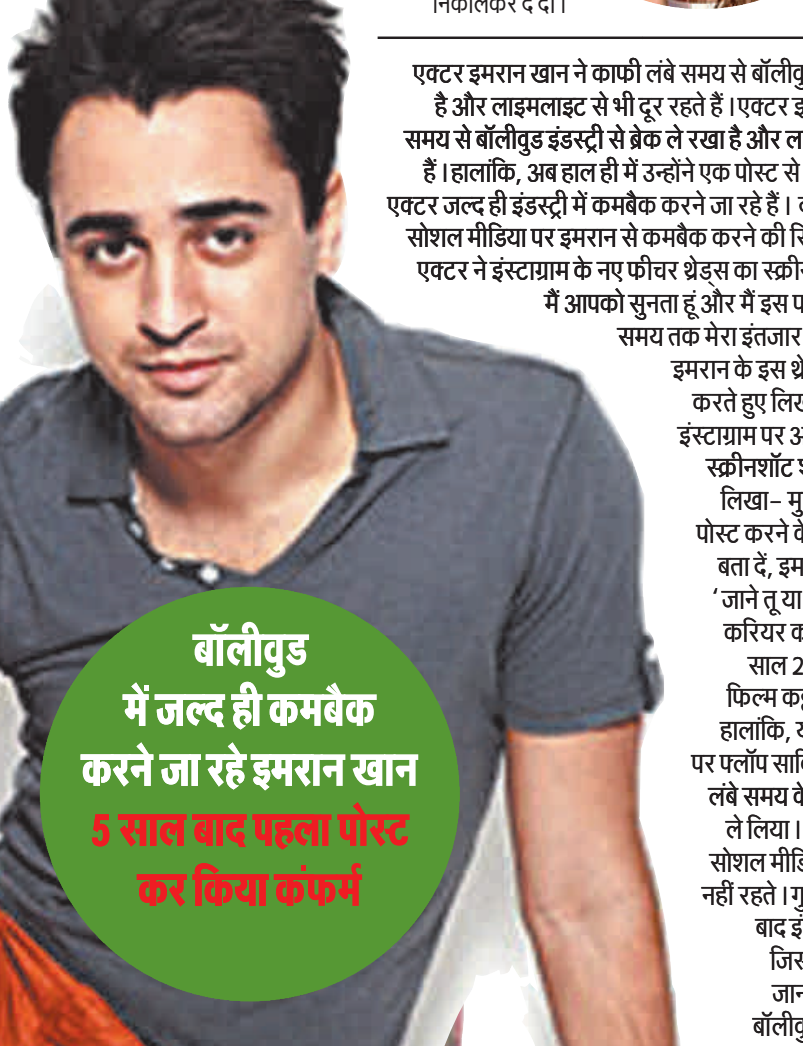 निकालकर दे दी।
एक्टर इमरान खान ने काफी लंबे समय से
है और लाइमलाइट से भी दूर रहते हैं।एक्टर
समय से बॉलीवुड इंडस्ट्री से ब्रेक ले रखा है और
हैं।हालांकि, अब हाल ही में उन्होंने एक पोस्ट से
एक्टर जल्द ही इंडस्ट्री में कमबैक करने जा रहे हैं।
सोशल मीडिया पर इमरान से कमबैक करने की
एक्टर ने इंस्टाग्राम के नए फीचर थ्रेड्स का
मैं आपको सुनता हूं और मैं इस
समय तक मेरा इंतजार
इमरान के इस
करते हुए
इंस्टाग्राम पर
स्क्रीनशॉट
लिखा–
पोस्ट करने
बता दें,
‘जाने तू या
करियर
साल
फिल्म
हालांकि,
पर फ्लॉप
लंबे समय
ले लिया।
सोशल
नहीं रहते।
बाद
बॉलीवुड
में जल्द ही कमबैक
करने जा रहे इमरान खान
5 साल बाद पहला पोस्ट
कर किया कंफर्म